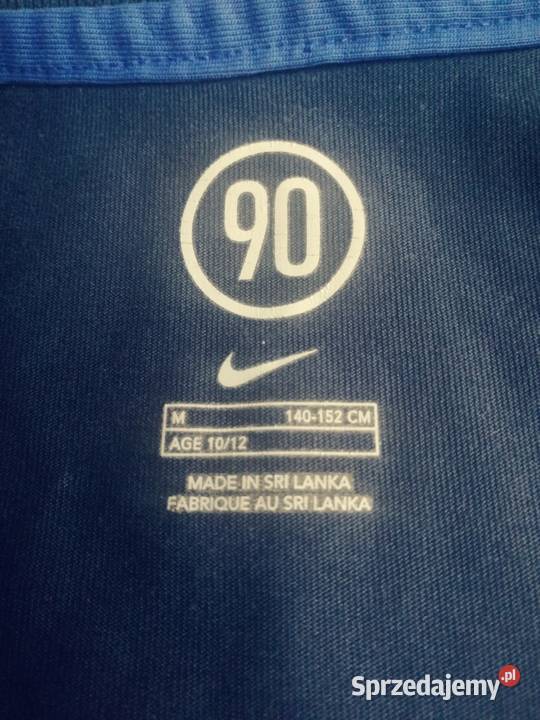 90
M 140-152 CM
AGE 10/12
MADE IN SRI LANKA
FABRIQUE AU SRI LANKA
Sprzedajemy.pl